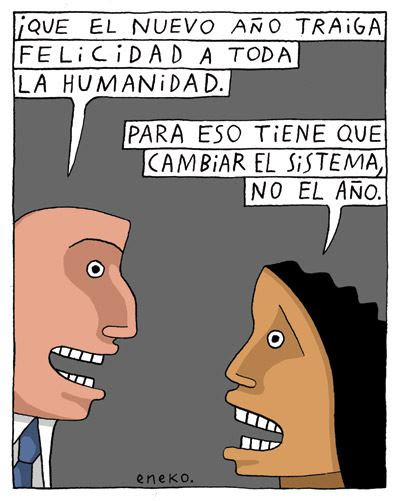 ¡QUE EL NUEVO AÑO TRAIGA
FELICIDAD A TODA
LA HUMANIDAD.
PARA ESO TIENE QUE
CAMBIAR EL SISTEMA,
NO EL AÑO.
eneko.